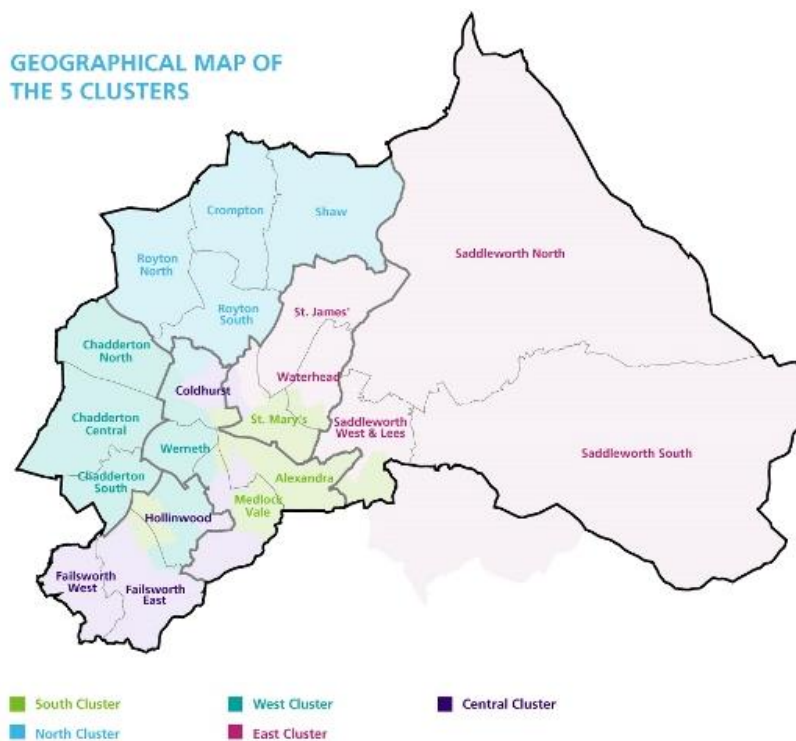 GEOGRAPHICAL MAP OF
THE 5 CLUSTERS
Crompton
Shaw
Royton
North
Saddleworth North
Royton
South
St. James'
Chadderton
North
Coldhurst
Waterhead
Chadderton
Central
St. Mary's
Saddleworth
West & Lees
Werneth
Saddleworth South
Chadderton
South
Alexandra
Medlock
Vale
Hollinwood
Failsworth
West
Failsworth
East
South Cluster
West Cluster
Central Cluster
North Cluster
East Cluster